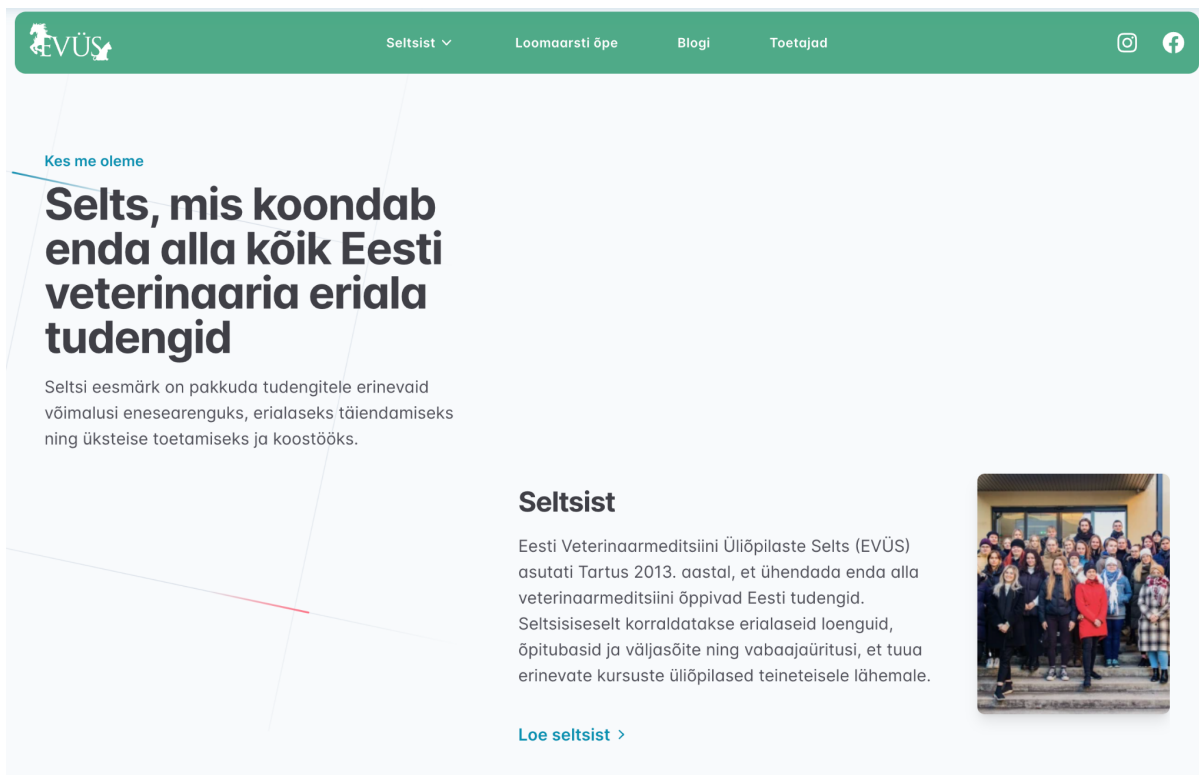 EVÜS
Seltsist
Loomaarsti õpe
Blogi
Toetajad
Kes me oleme
Selts, mis koondab
enda alla kõik Eesti
veterinaaria eriala
tudengid
Seltsi eesmärk on pakkuda tudengitele erinevaid
võimalusi enesearenguks, erialaseks täiendamiseks
ning üksteise toetamiseks ja koostööks.
Seltsist
Eesti Veterinaarmeditsiini Üliõpilaste Selts (EVÜS)
asutati Tartus 2013. aastal, et ühendada enda alla
veterinaarmeditsiini õppivad Eesti tudengid.
Seltsisiseselt korraldatakse erialaseid loenguid,
õpitubasid ja väljasõite ning vabaajaüritusi, et tuua
erinevate kursuste üliõpilased teineteisele lähemale.
Loe seltsist